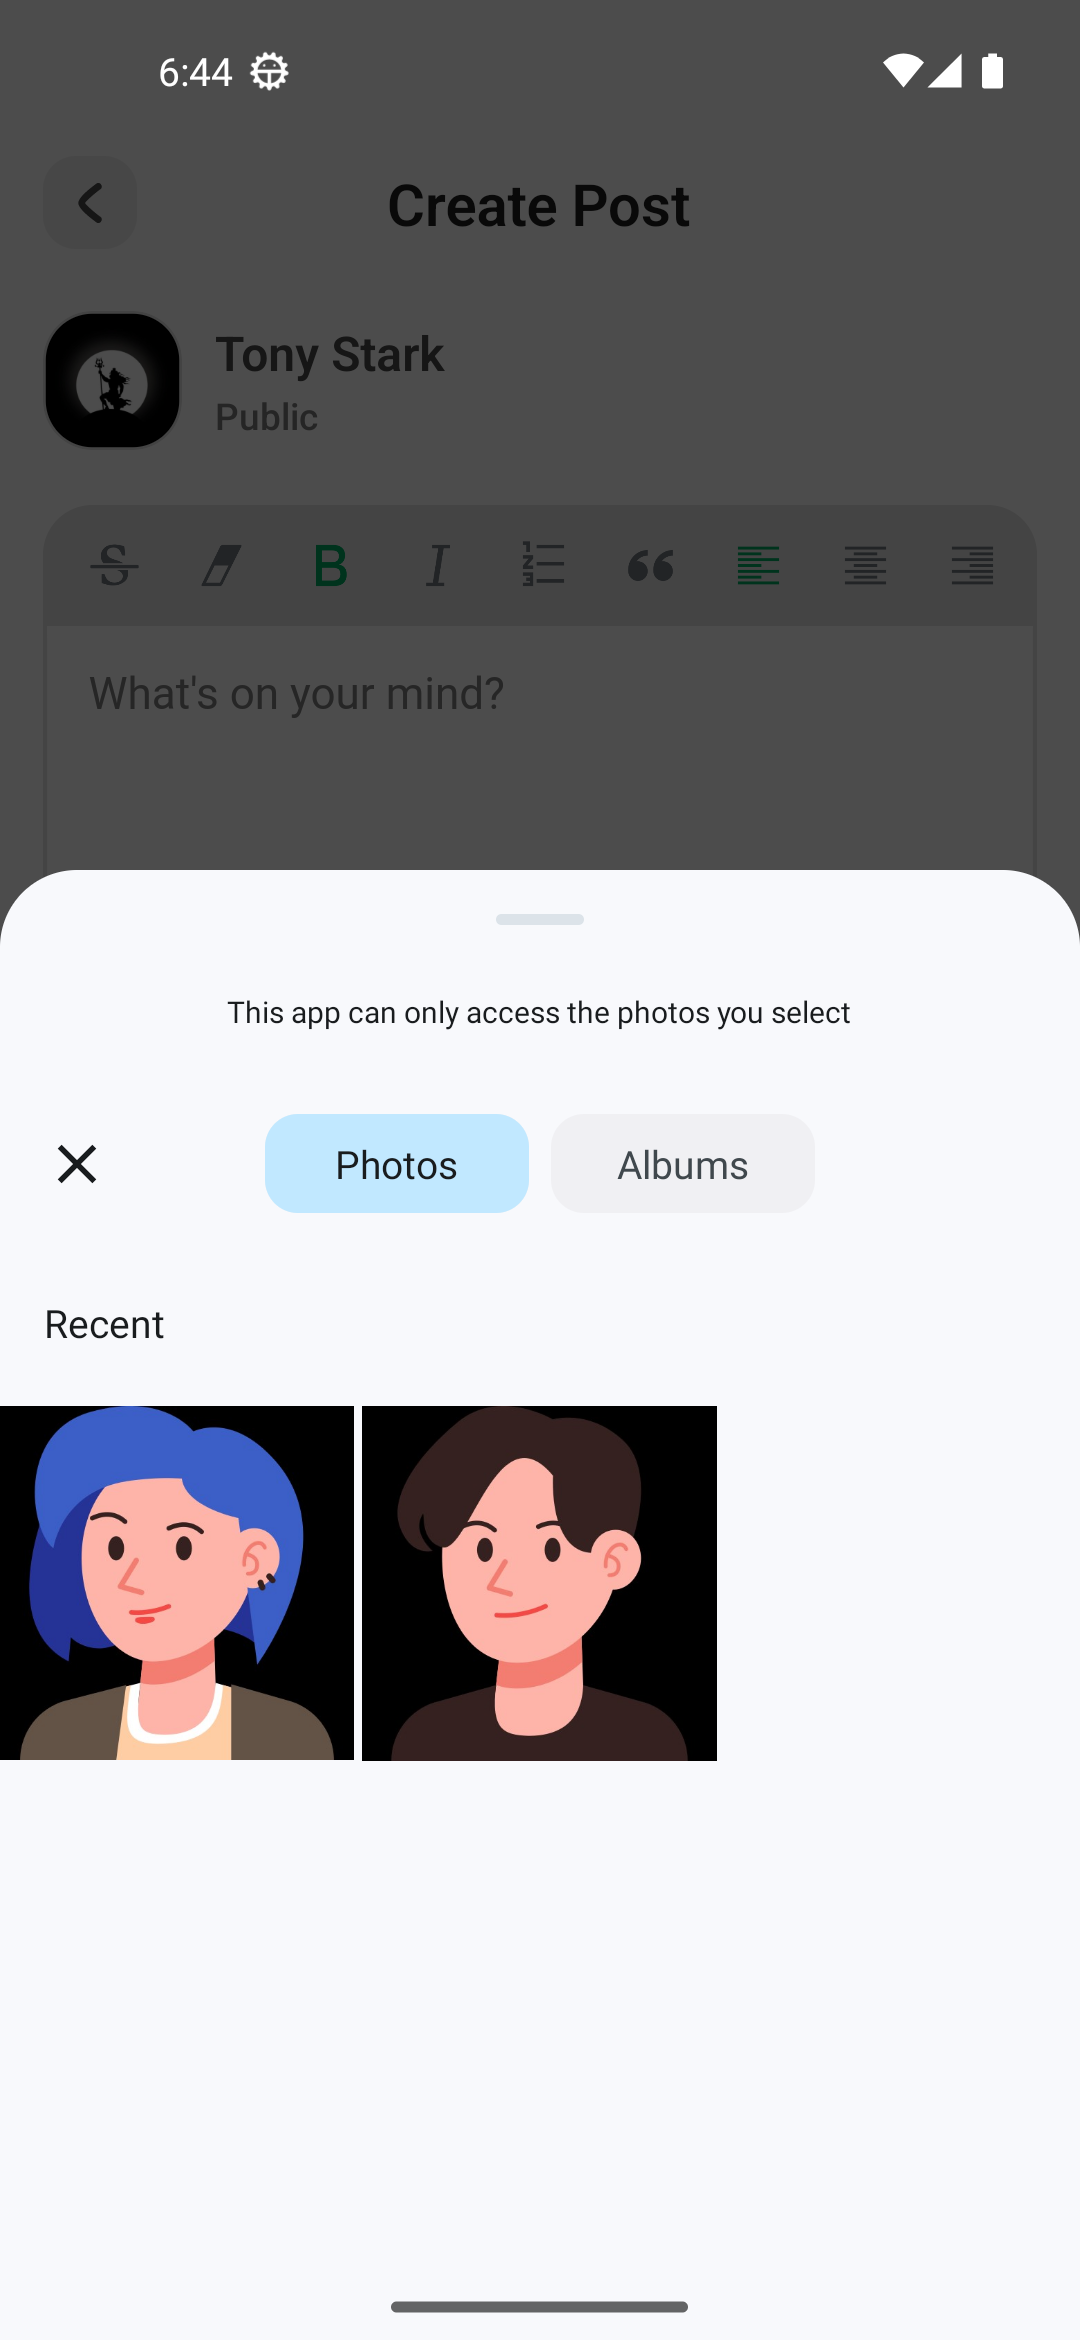 6:44
Create Post
Tony Stark
Public
What's on your mind?
This app can only access the photos you select
Photos
Albums
Recent